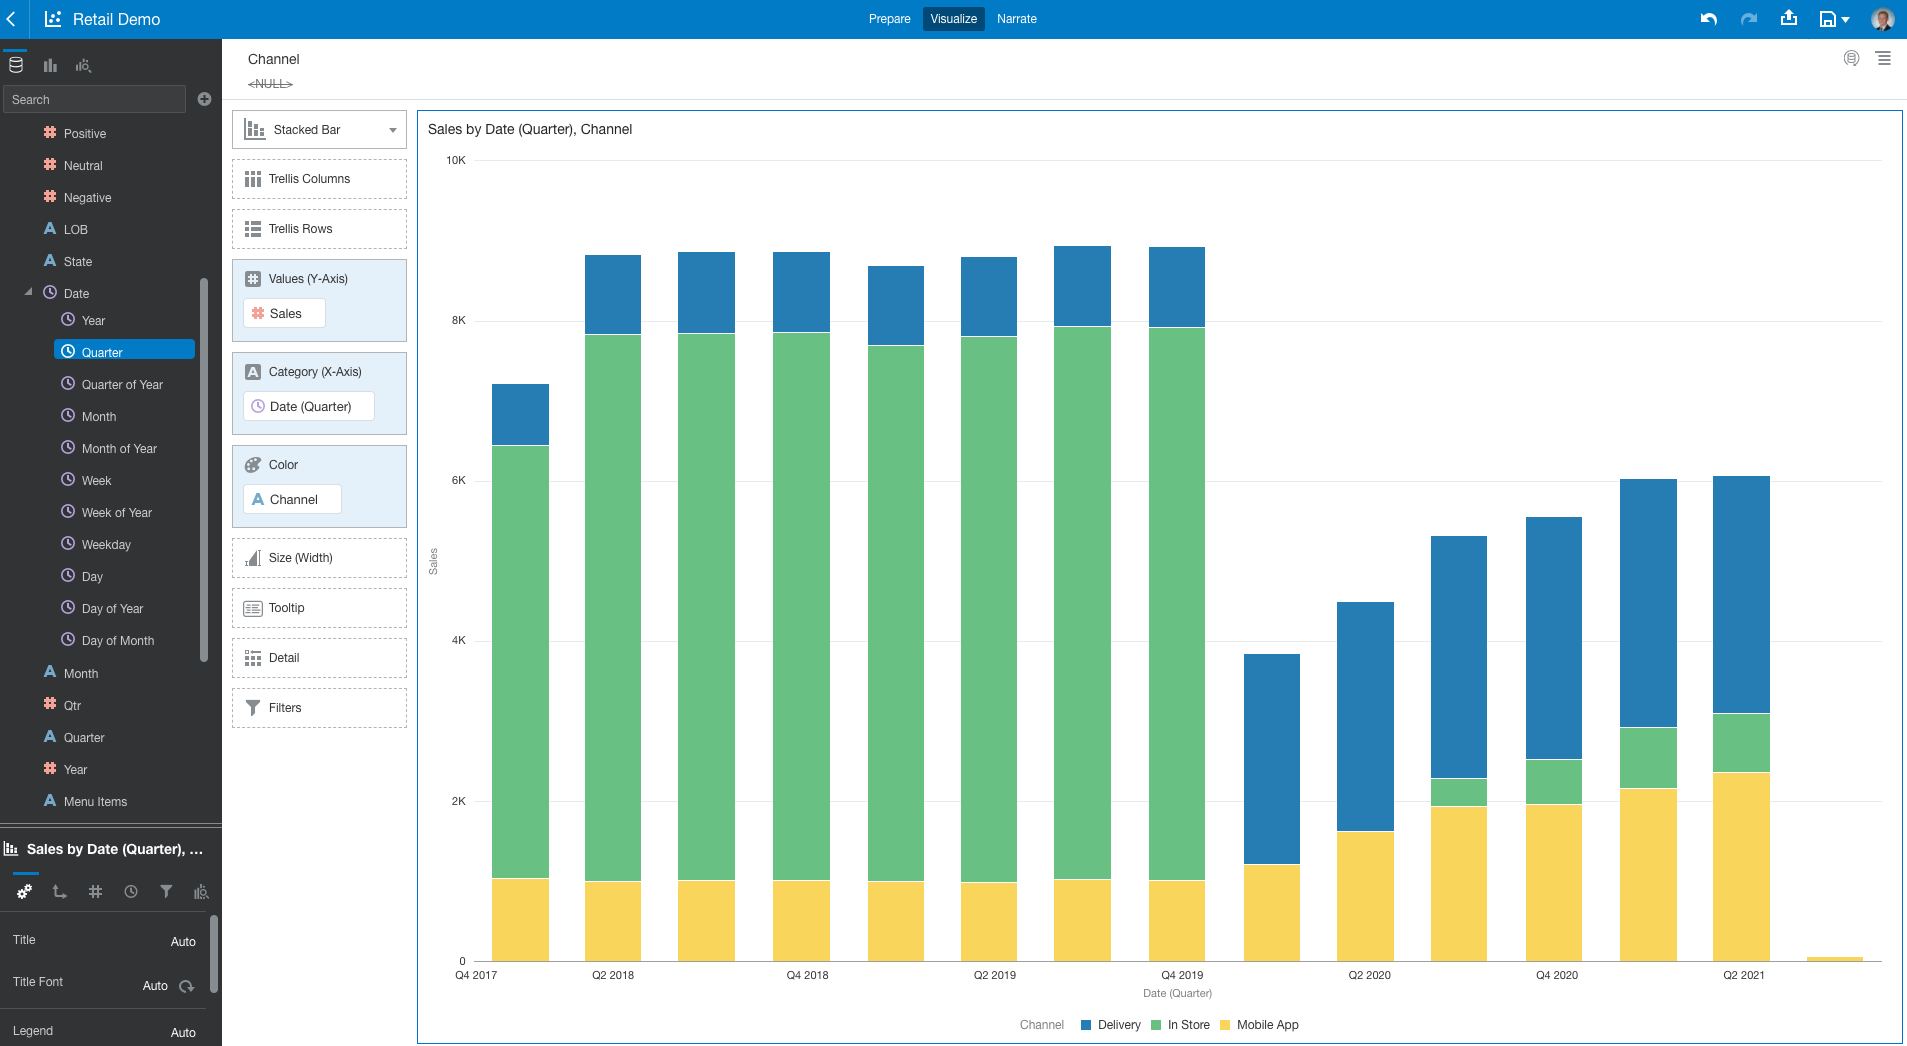 Retail Demo
Prepare
Visualize
Narrate
Search
Positive
Neutral
Negative
LOB
State
Date
Year
Quarter
Quarter of Year
Month
Month of Year
Week
Week of Year
Weekday
Day
Day of Year
Day of Month
Month
Qtr
Quarter
Year
Menu Items
Sales by Date (Quarter), ...
Title
Auto
Title Font
Auto
Legend
Auto
Channel
<NULL>
Stacked Bar
Trellis Columns
Trellis Rows
Values (Y-Axis)
Sales
Category (X-Axis)
Date (Quarter)
Color
Channel
Size (Width)
Tooltip
Detail
Filters
Sales by Date (Quarter), Channel
10K
8K
6K
4K
2K
0
Sales
Q4 2017
Q2 2018
Q4 2018
Q2 2019
Q4 2019
Q2 2020
Q4 2020
Q2 2021
Date (Quarter)
Channel
Delivery
In Store
Mobile App